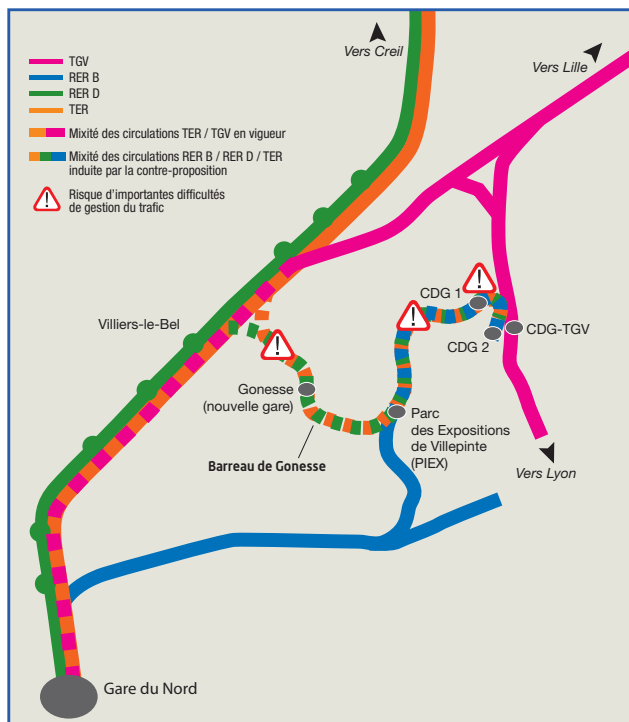 Vers Creil
Vers Lille
TGV
RER B
RER D
TER
Mixité des circulations TER / TGV en vigueur
Mixité des circulations RER B / RER D / TER
induite par la contre-proposition
Risque d'importantes difficultés
de gestion du trafic
CDG 1
Villiers-le-Bel
CDG-TGV
CDG 2
Gonesse
(nouvelle gare)
Parc
des Expositions
de Villepinte
(PIEX)
Barreau de Gonesse
Vers Lyon
Gare du Nord